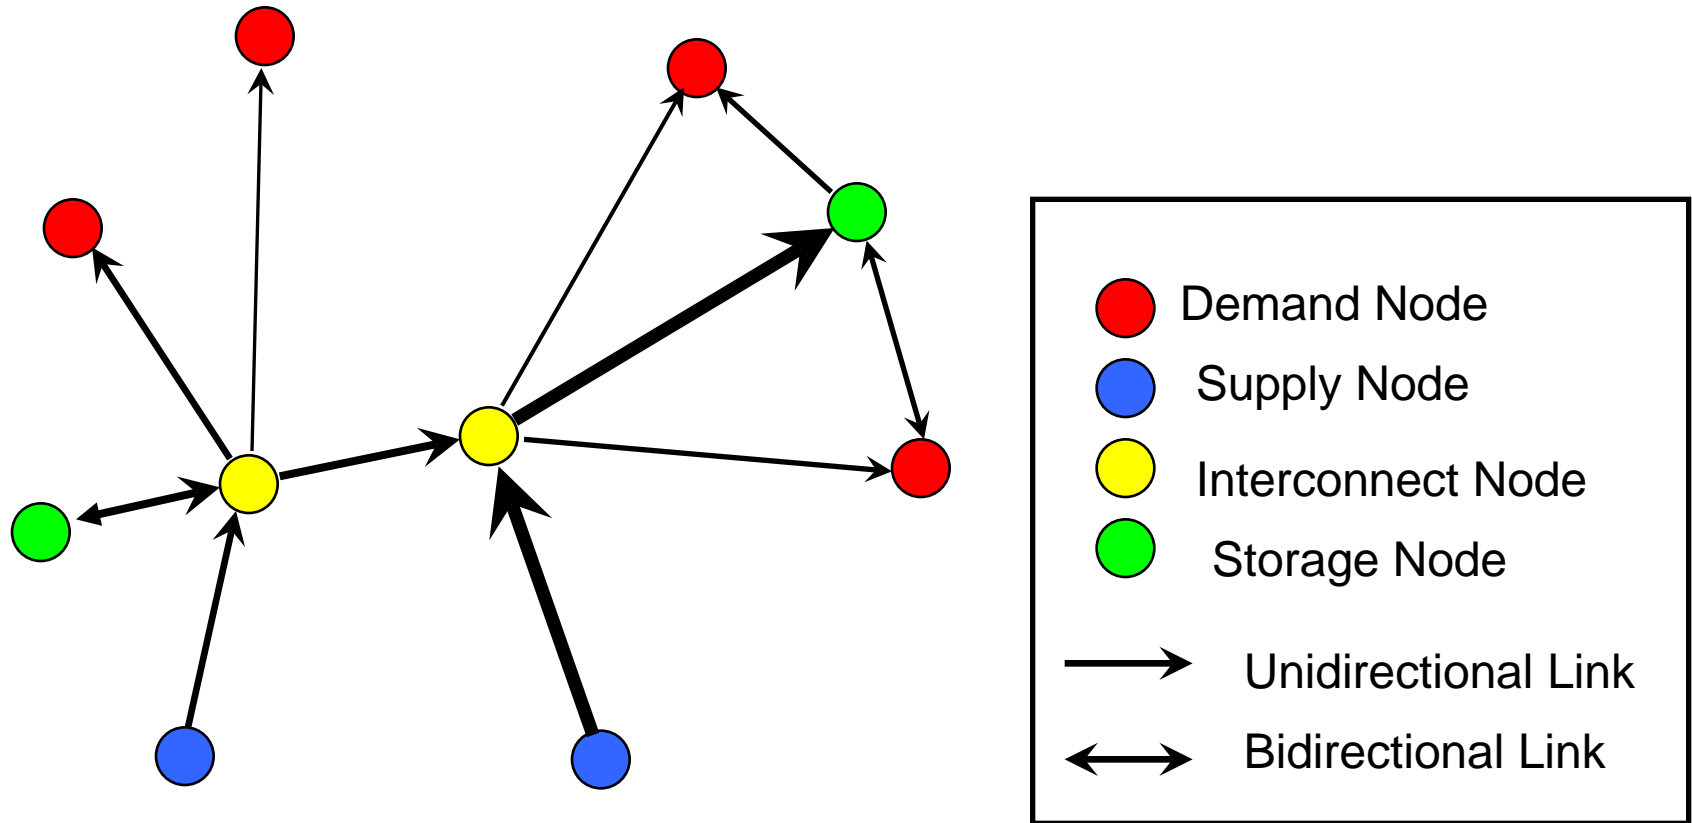 Demand Node
Supply Node
Interconnect Node
Storage Node
Unidirectional Link
Bidirectional Link